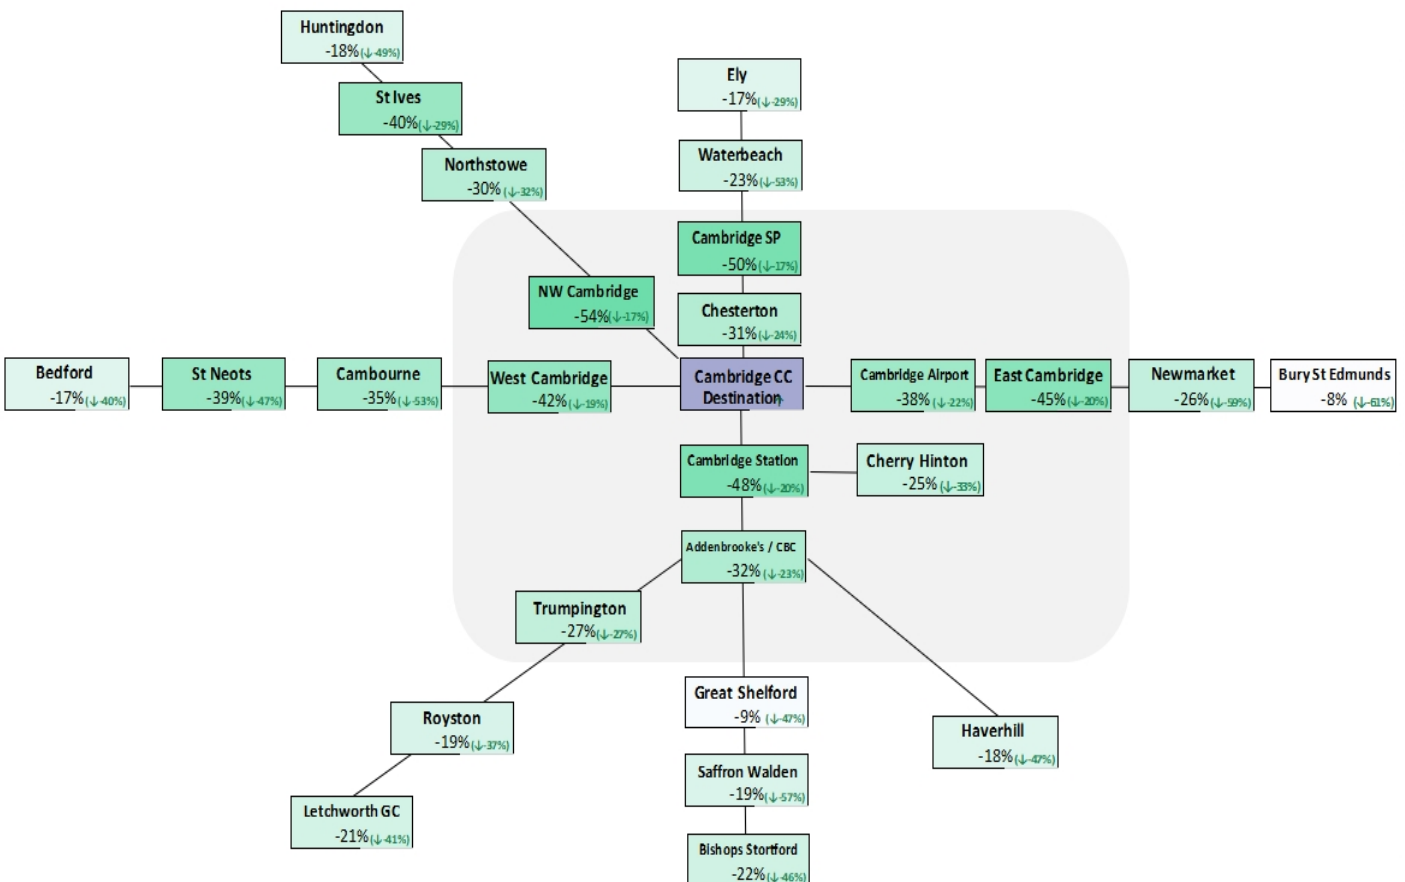 Huntingdon
-18%(↓-49%)
St Ives
-40%(↓-29%)
Northstowe
-30% (↓-32%)
Ely
-17%(↓-29%)
Waterbeach
-23%(↓-53%)
Cambridge SP
-50%(↓-17%)
NW Cambridge
-54%(↓-17%)
Chesterton
-31%(↓-24%)
Bedford
-17%(↓-40%)
St Neots
-39%(↓-47%)
Cambourne
-35%(↓-53%)
West Cambridge
-42%(↓-19%)
Cambridge CC
Destination
Cambridge Airport
-38%(↓-22%)
East Cambridge
-45%(↓-20%)
Newmarket
-26%(↓-59%)
Bury St Edmunds
-8% (↓-61%)
Cambridge Station
-48%(↓-20%)
Cherry Hinton
-25%(↓-33%)
Addenbrooke's / CBC
-32%(↓-23%)
Trumpington
-27%(↓-27%)
Great Shelford
-9% (↓-47%)
Royston
-19%(↓-37%)
Haverhill
-18%(↓-47%)
Saffron Walden
-19%(↓-57%)
Letchworth GC
-21%(↓-41%)
Bishops Stortford
-22%(↓-46%)